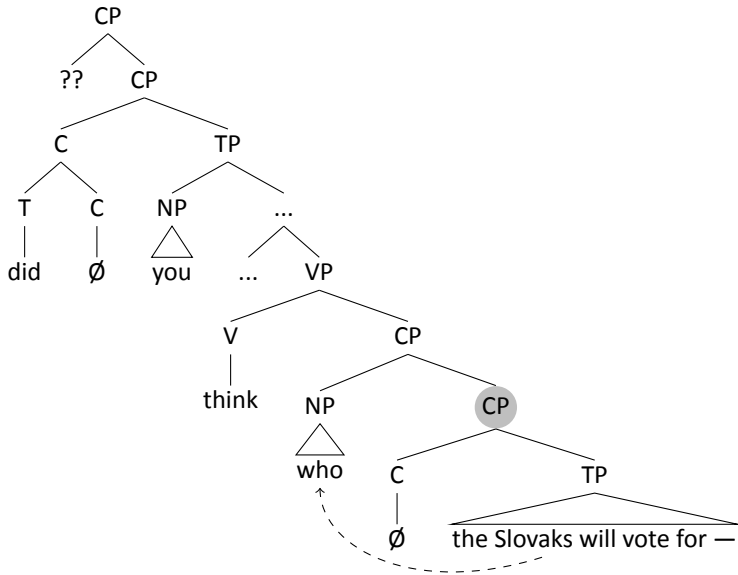 CP
?? CP
C TP
T C NP ...
did Ø you ... VP
V CP
think NP CP
who C TP
Ø the Slovaks will vote for —